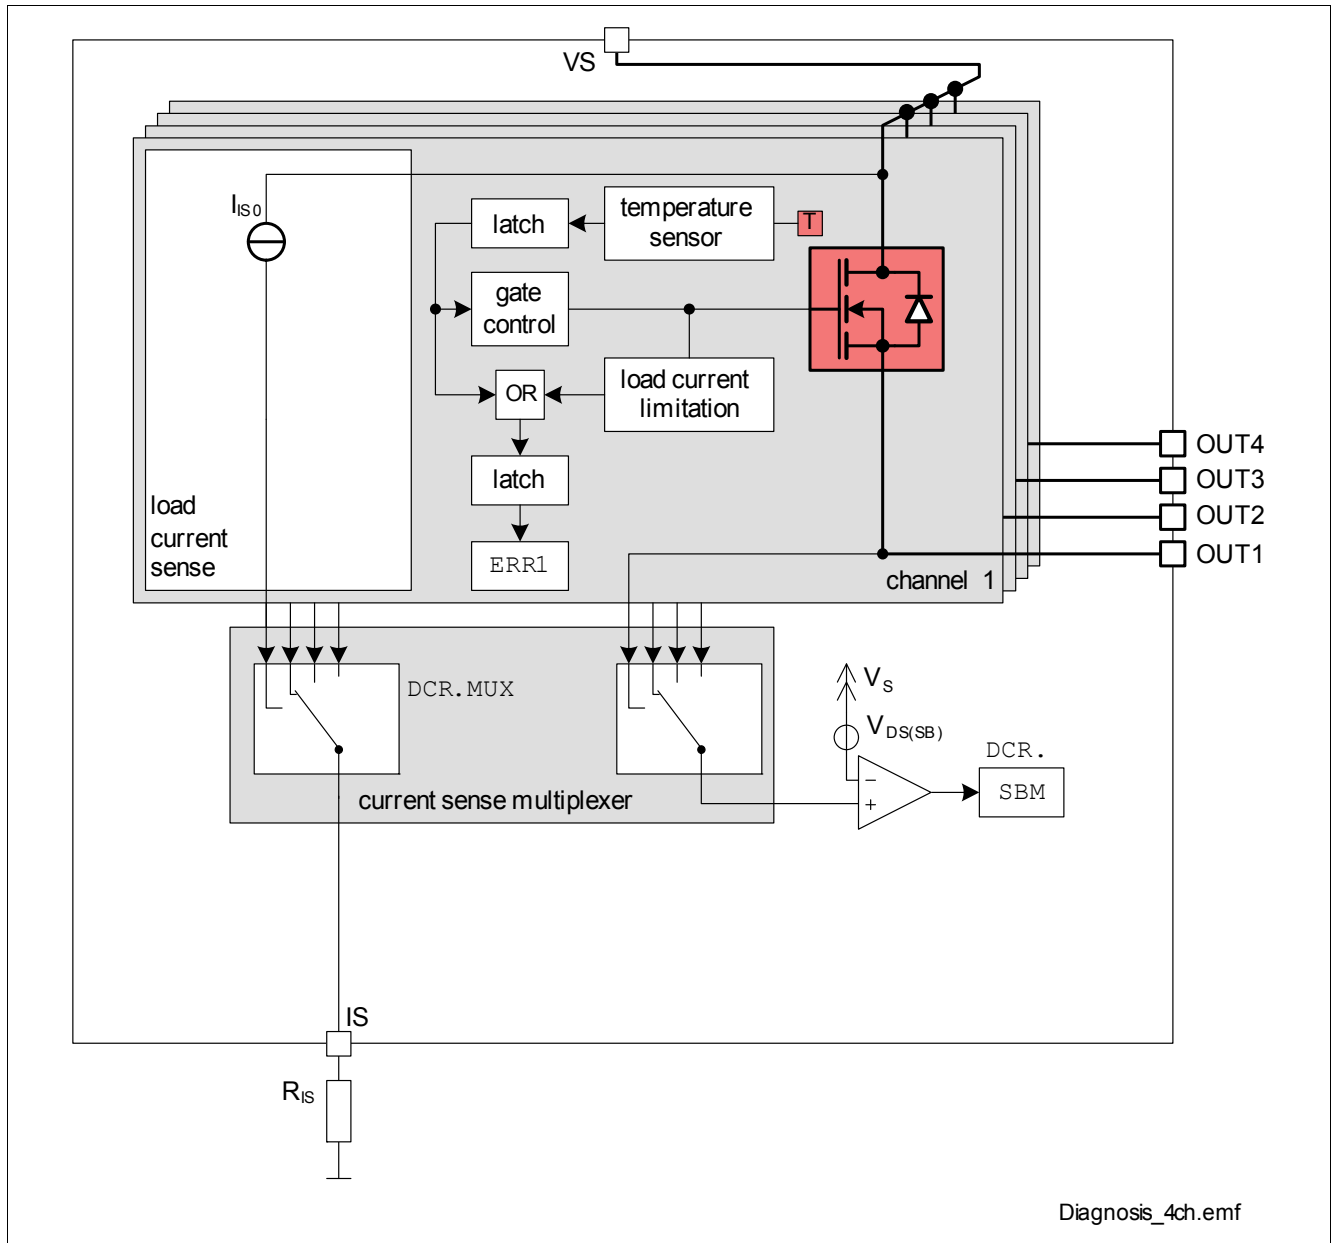 VS
IIS0
latch
temperature
sensor
T
gate
control
OR
load current
limitation
latch
ERR1
load
current
sense
channel 1
OUT4
OUT3
OUT2
OUT1
DCR.MUX
current sense multiplexer
VS
VDS(SB)
−
+
DCR.
SBM
IS
RIS
Diagnosis_4ch.emf